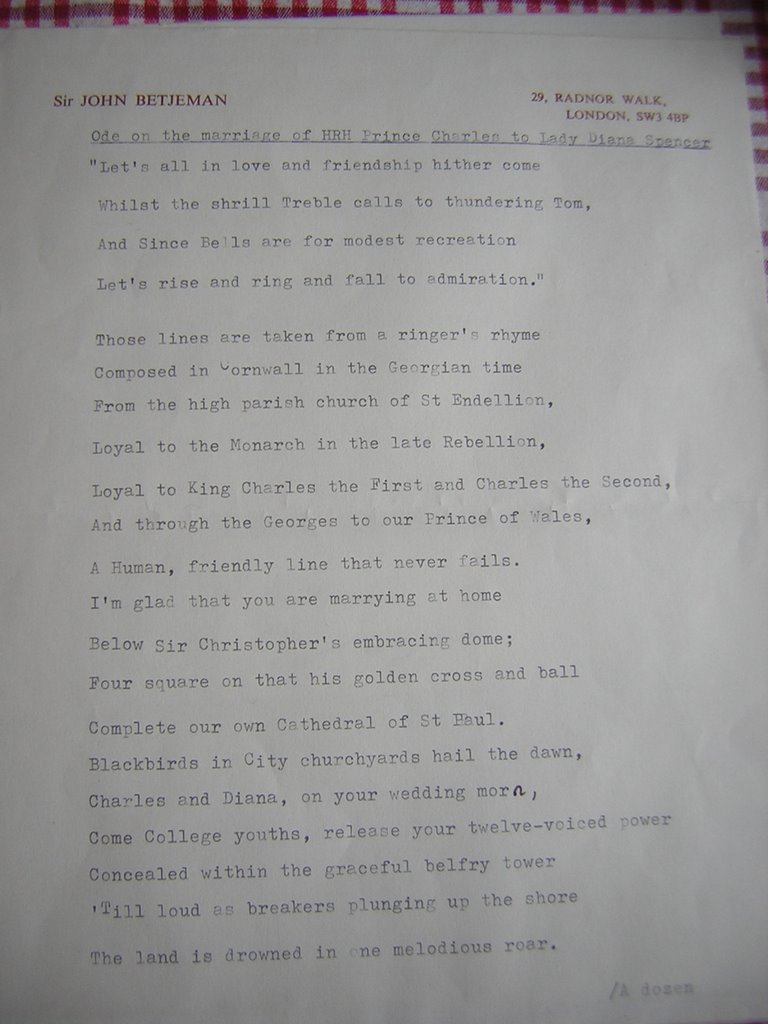 Sir JOHN BETJEMAN
29, RADNOR WALK,
LONDON, SW3 4BP
Ode on the marriage of HRH Prince Charles to Lady Diana Spencer
"Let's all in love and friendship hither come
Whilst the shrill Treble calls to thundering Tom,
And Since Bells are for modest recreation
Let's rise and ring and fall to admiration."
Those lines are taken from a ringer's rhyme
Composed in Cornwall in the Georgian time
From the high parish church of St Endellion,
Loyal to the Monarch in the late Rebellion,
Loyal to King Charles the First and Charles the Second,
And through the Georges to our Prince of Wales,
A Human, friendly line that never fails.
I'm glad that you are marrying at home
Below Sir Christopher's embracing dome;
Four square on that his golden cross and ball
Complete our own Cathedral of St Paul.
Blackbirds in City churchyards hail the dawn,
Charles and Diana, on your wedding morn,
Come College youths, release your twelve-voiced power
Concealed within the graceful belfry tower
'Till loud as breakers plunging up the shore
The land is drowned in one melodious roar.
/A dozen